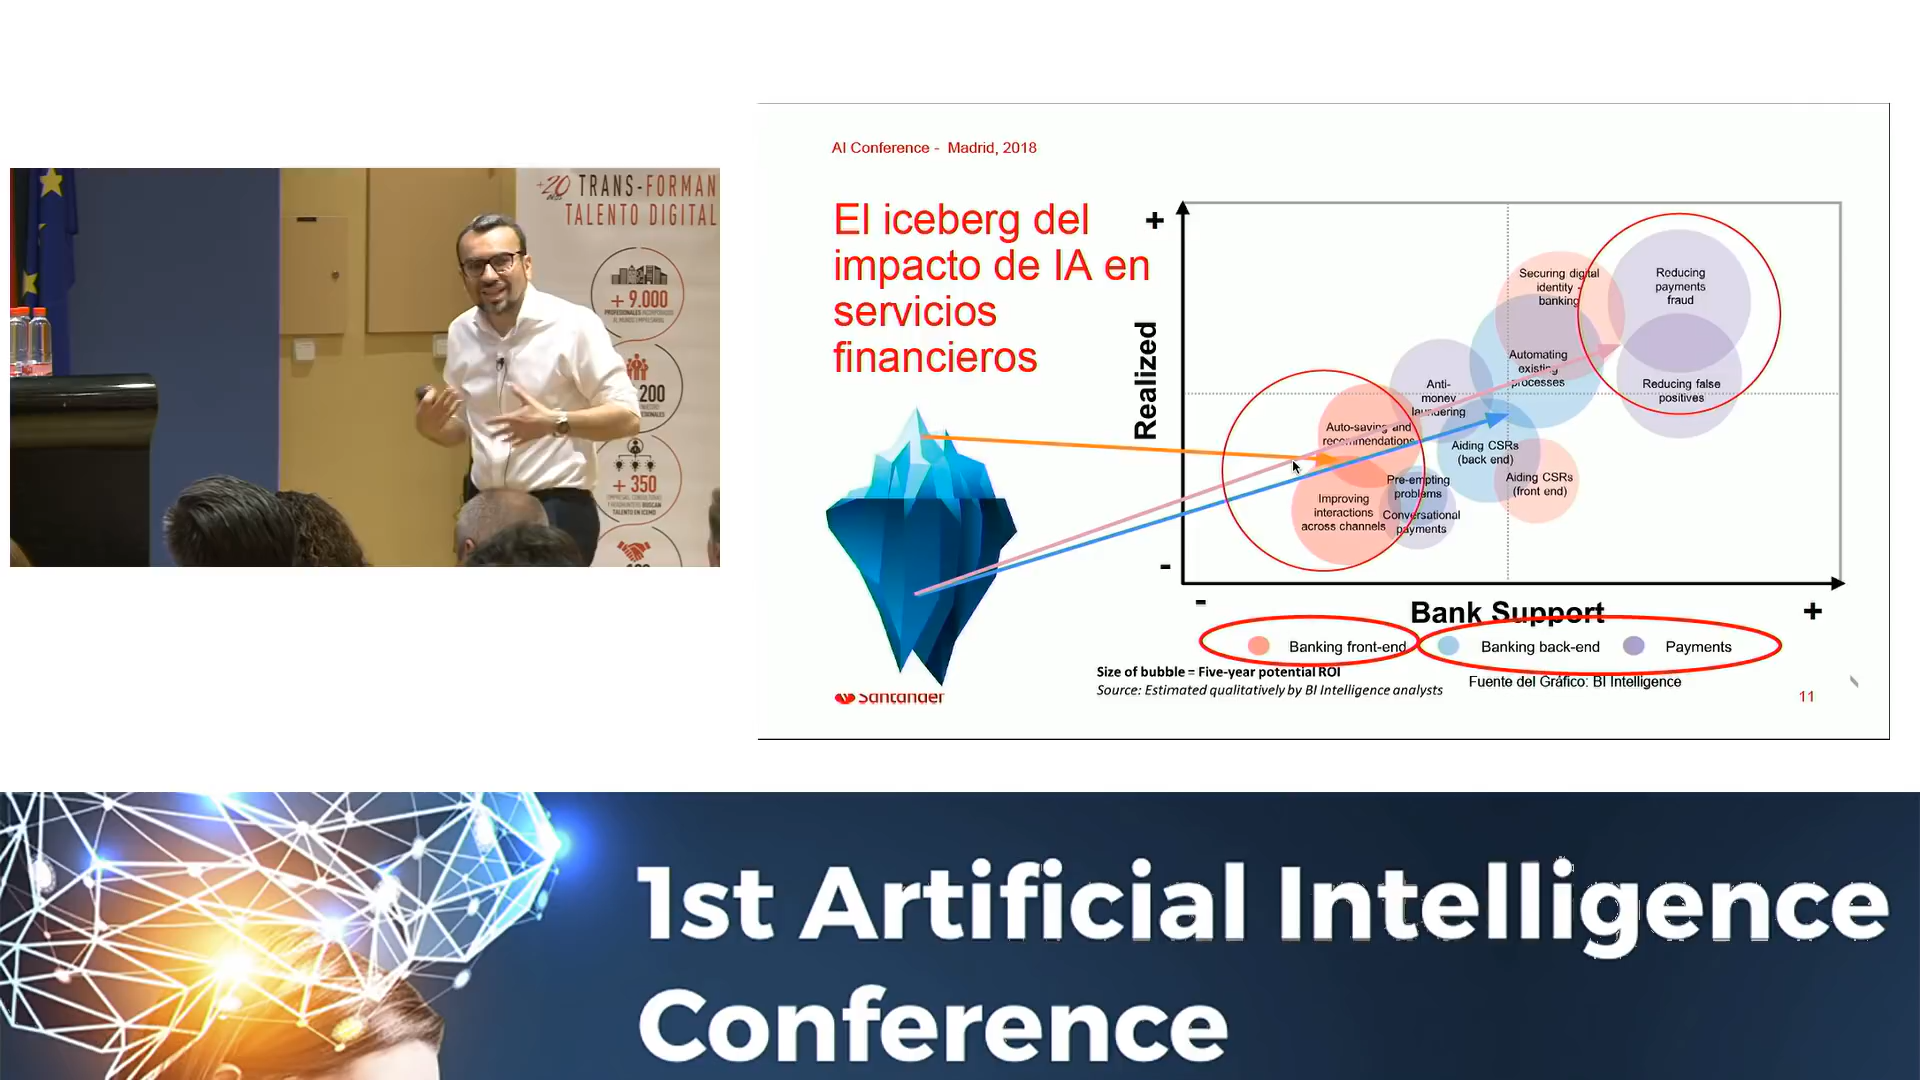 TRANS-FORMAN
+20
años
TALENTO DIGITAL
+ 9.000
PROFESIONALES INCORPORADOS
AL MUNDO EMPRESARIAL
200
+ 350
EMPRESAS, CONSULTORAS
Y HEADHUNTERS BUSCAN
TALENTO EN ICEMD
AI Conference - Madrid, 2018
El iceberg del
impacto de IA en
servicios
financieros
+
Realized
-
Securing digital
identity -
banking
Reducing
payments
fraud
Automating
existing
processes
Reducing false
positives
Anti-
money
laundering
Auto-saving and
recommendations
Aiding CSRs
(back end)
Aiding CSRs
(front end)
Pre-empting
problems
Improving
interactions
across channels
Conversational
payments
-
Bank Support
+
Banking front-end
Banking back-end
Payments
Size of bubble = Five-year potential ROI
Source: Estimated qualitatively by BI Intelligence analysts
Fuente del Gráfico: BI Intelligence
Santander
11
1st Artificial Intelligence
Conference